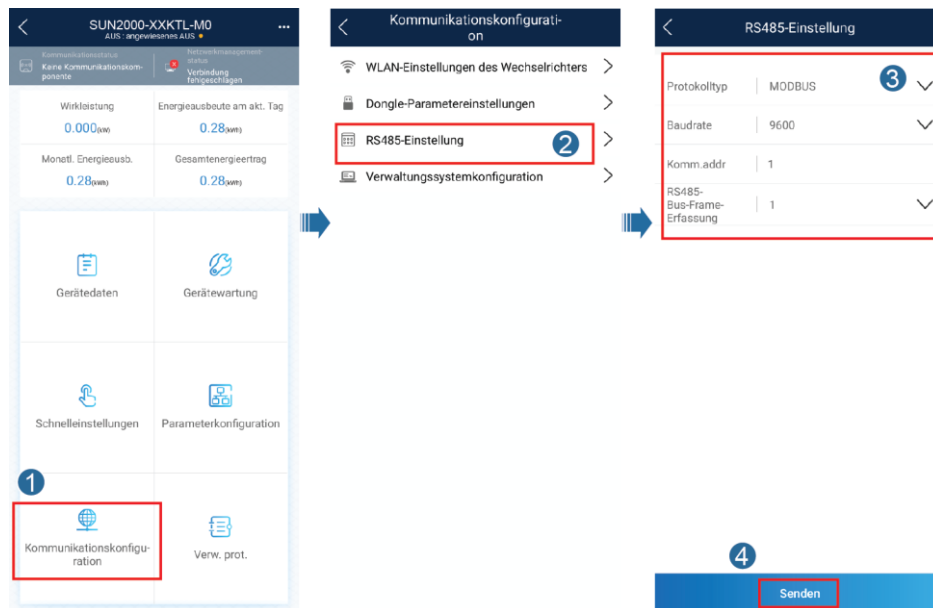 SUN2000-XXKTL-M0
AUS : angewiesenes AUS
...
Kommunikationsstatus
Keine Kommunikationskom-
ponente
Netzwerkmanagement-
status
Verbindung
fehlgeschlagen
Wirkleistung
0.000(kW)
Energieausbeute am akt. Tag
0.28(kWh)
Monatl. Energieausb.
0.28(kWh)
Gesamtenergieertrag
0.28(kWh)
Gerätedaten
Gerätewartung
Schnelleinstellungen
Parameterkonfiguration
1
Kommunikationskonfigu-
ration
Verw. prot.
Kommunikationskonfigurati-
on
WLAN-Einstellungen des Wechselrichters
Dongle-Parametereinstellungen
RS485-Einstellung
2
Verwaltungssystemkonfiguration
RS485-Einstellung
3
Protokolltyp
MODBUS
Baudrate
9600
Komm.addr
1
RS485-
Bus-Frame-
Erfassung
1
4
Senden